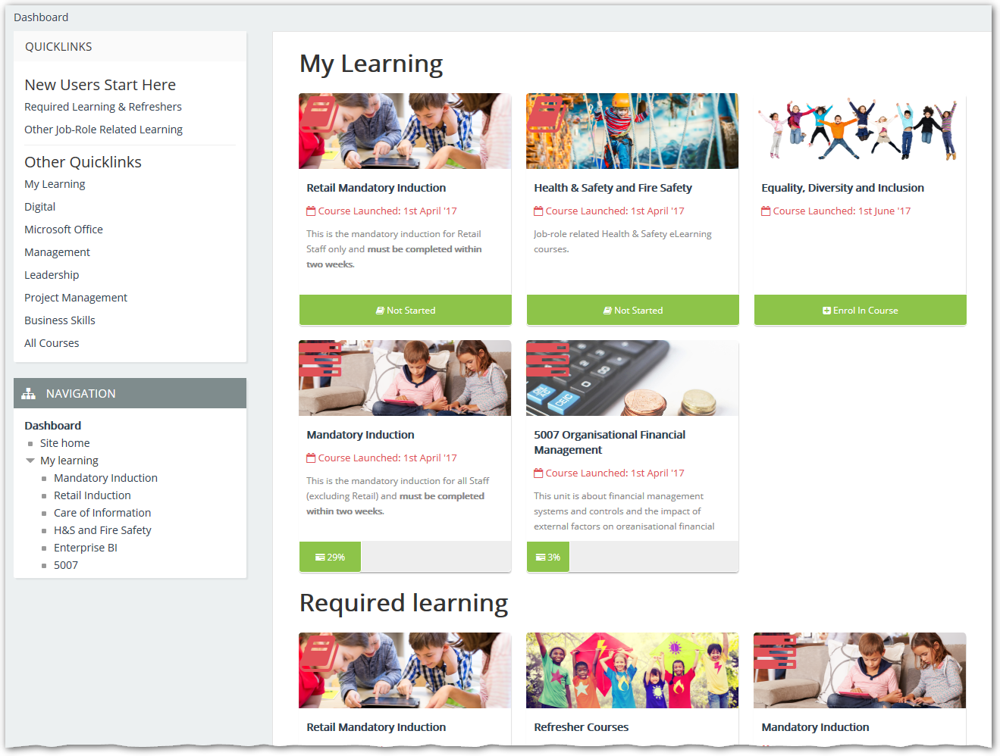 Dashboard
QUICKLINKS
New Users Start Here
Required Learning & Refreshers
Other Job-Role Related Learning
Other Quicklinks
My Learning
Digital
Microsoft Office
Management
Leadership
Project Management
Business Skills
All Courses
NAVIGATION
Dashboard
Site home
My learning
Mandatory Induction
Retail Induction
Care of Information
H&S and Fire Safety
Enterprise BI
5007
My Learning
Retail Mandatory Induction
Course Launched: 1st April '17
This is the mandatory induction for Retail
Staff only and must be completed within
two weeks.
Not Started
Health & Safety and Fire Safety
Course Launched: 1st April '17
Job-role related Health & Safety eLearning
courses.
Not Started
Equality, Diversity and Inclusion
Course Launched: 1st June '17
Enrol In Course
Mandatory Induction
Course Launched: 1st April '17
This is the mandatory induction for all Staff
(excluding Retail) and must be completed
within two weeks.
29%
CE/C
5007 Organisational Financial
Management
Course Launched: 1st April '17
This unit is about financial management
systems and controls and the impact of
external factors on organisational financial
3%
Required learning
Retail Mandatory Induction
Refresher Courses
Mandatory Induction